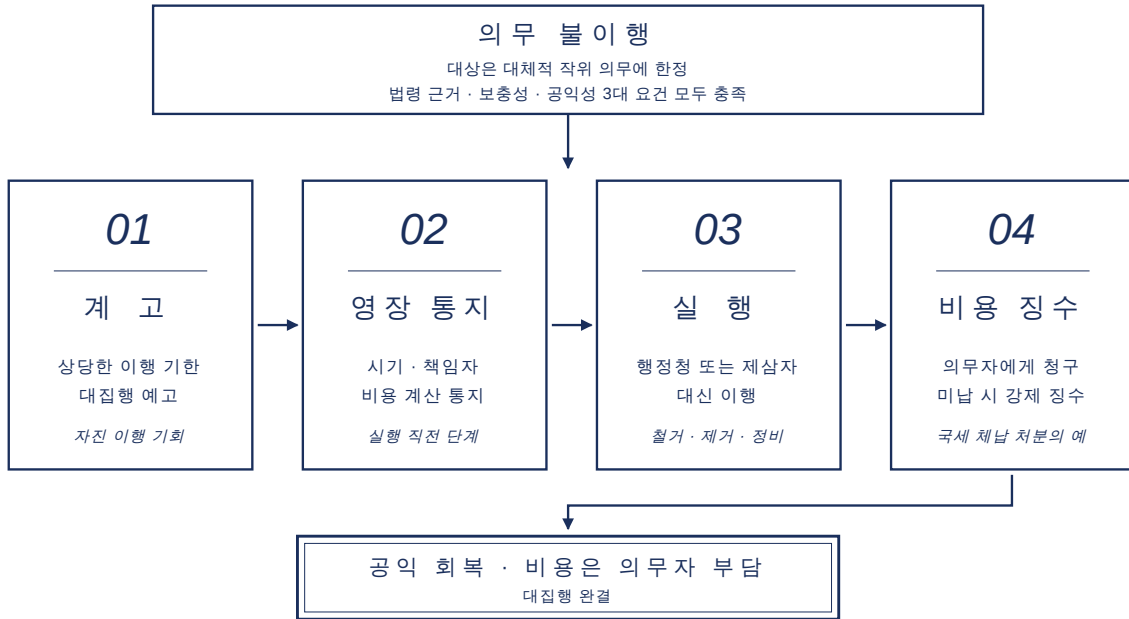 의무 불이행
대상은 대체적 작위 의무에 한정
법령 근거 · 보충성 · 공익성 3대 요건 모두 충족
01
계 고
상당한 이행 기한
대집행 예고
자진 이행 기회
02
영장 통지
시기 · 책임자
비용 계산 통지
실행 직전 단계
03
실 행
행정청 또는 제삼자
대신 이행
철거 · 제거 · 정비
04
비용 징수
의무자에게 청구
미납 시 강제 징수
국세 체납 처분의 예
공익 회복 · 비용은 의무자 부담
대집행 완결